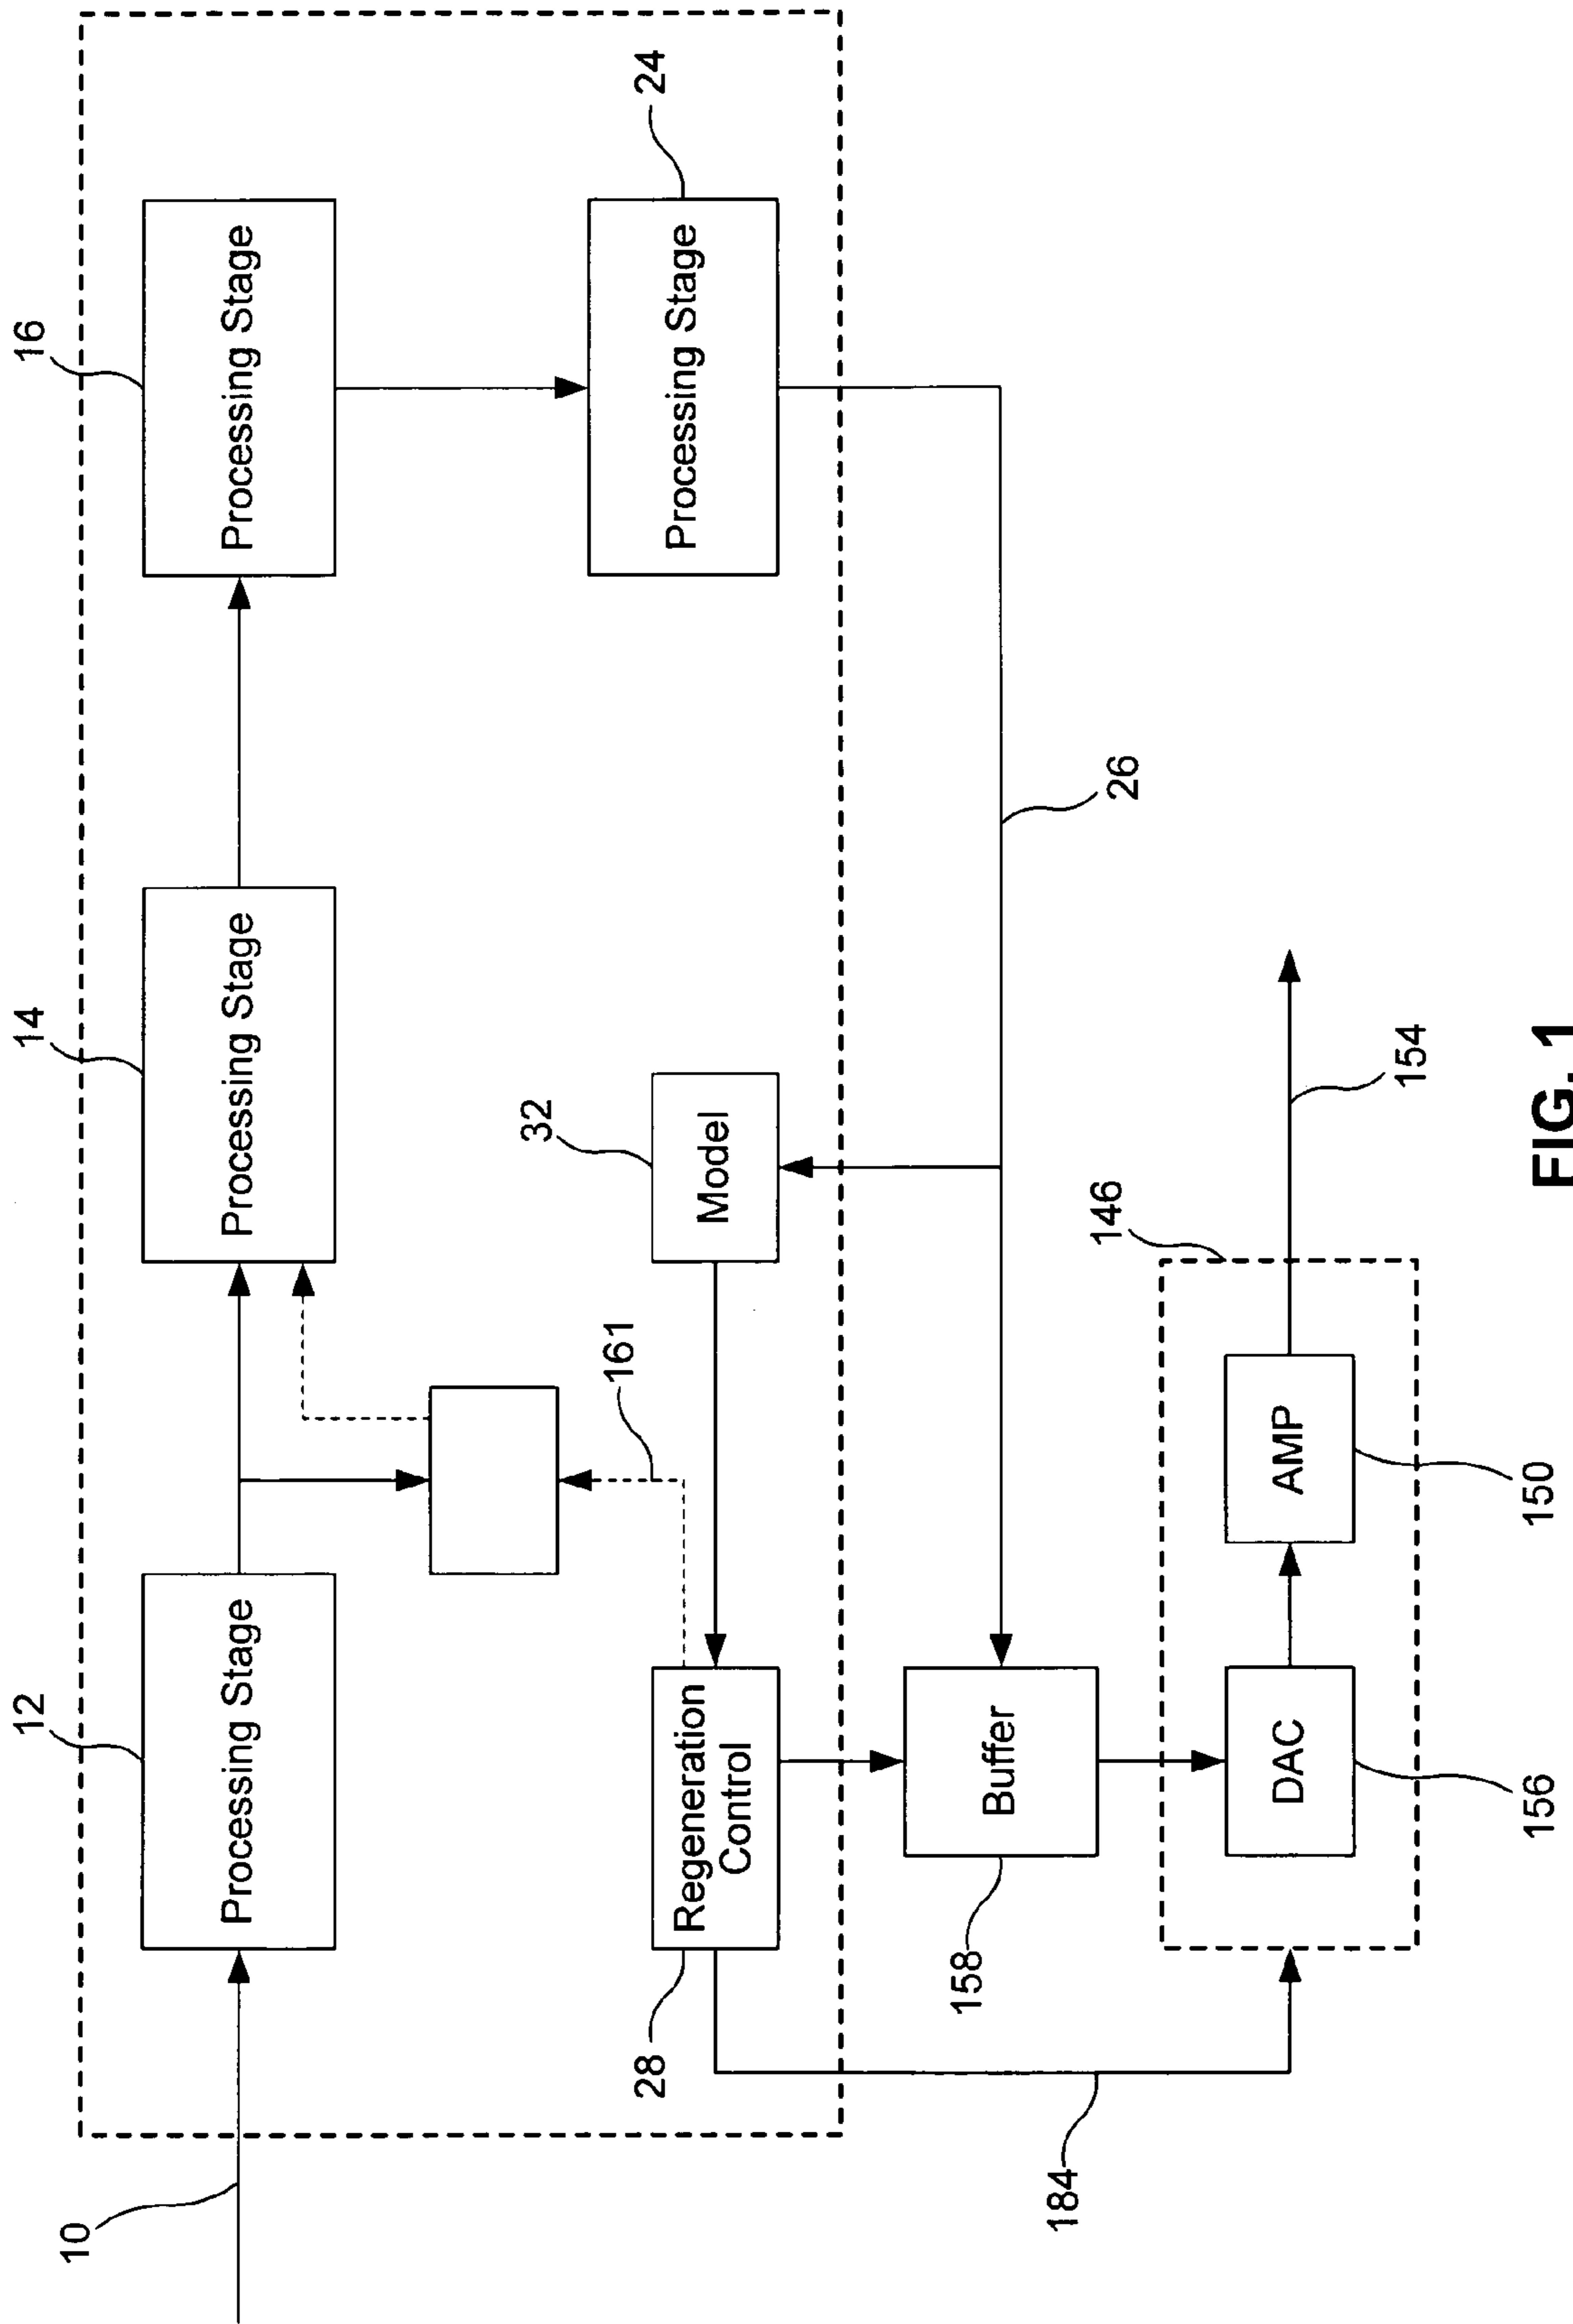 10
12
Processing Stage
14
Processing Stage
16
Processing Stage
24
Processing Stage
161
32
Model
28
Regeneration
Control
26
158
Buffer
184
146
DAC
156
AMP
150
154
FIG. 1